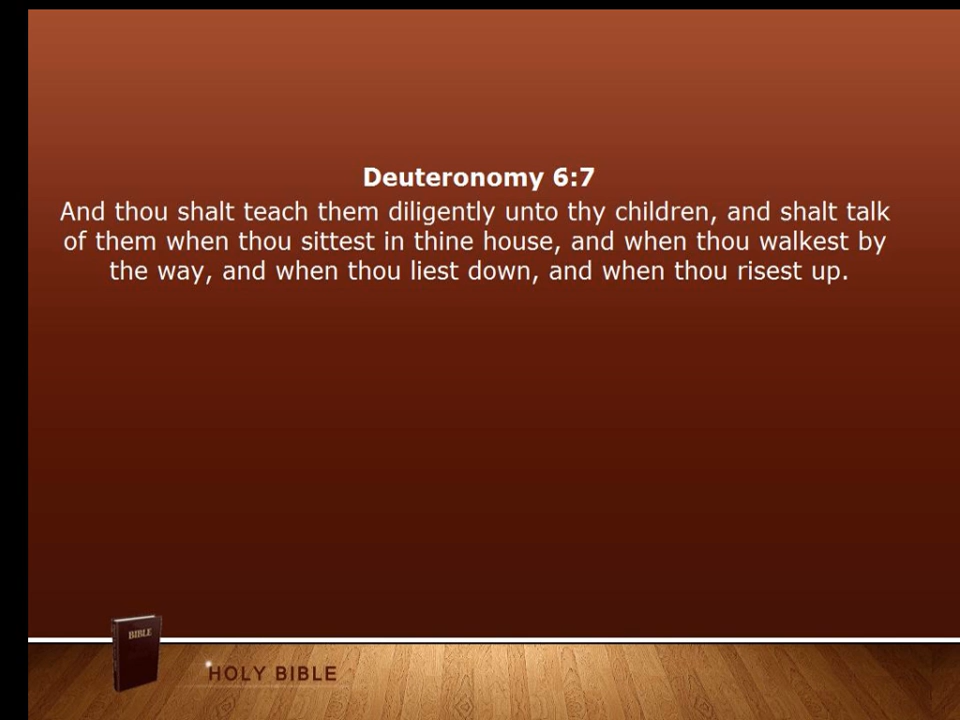 Deuteronomy 6:7
And thou shalt teach them diligently unto thy children, and shalt talk
of them when thou sittest in thine house, and when thou walkest by
the way, and when thou liest down, and when thou risest up.
BIBLE
HOLY BIBLE